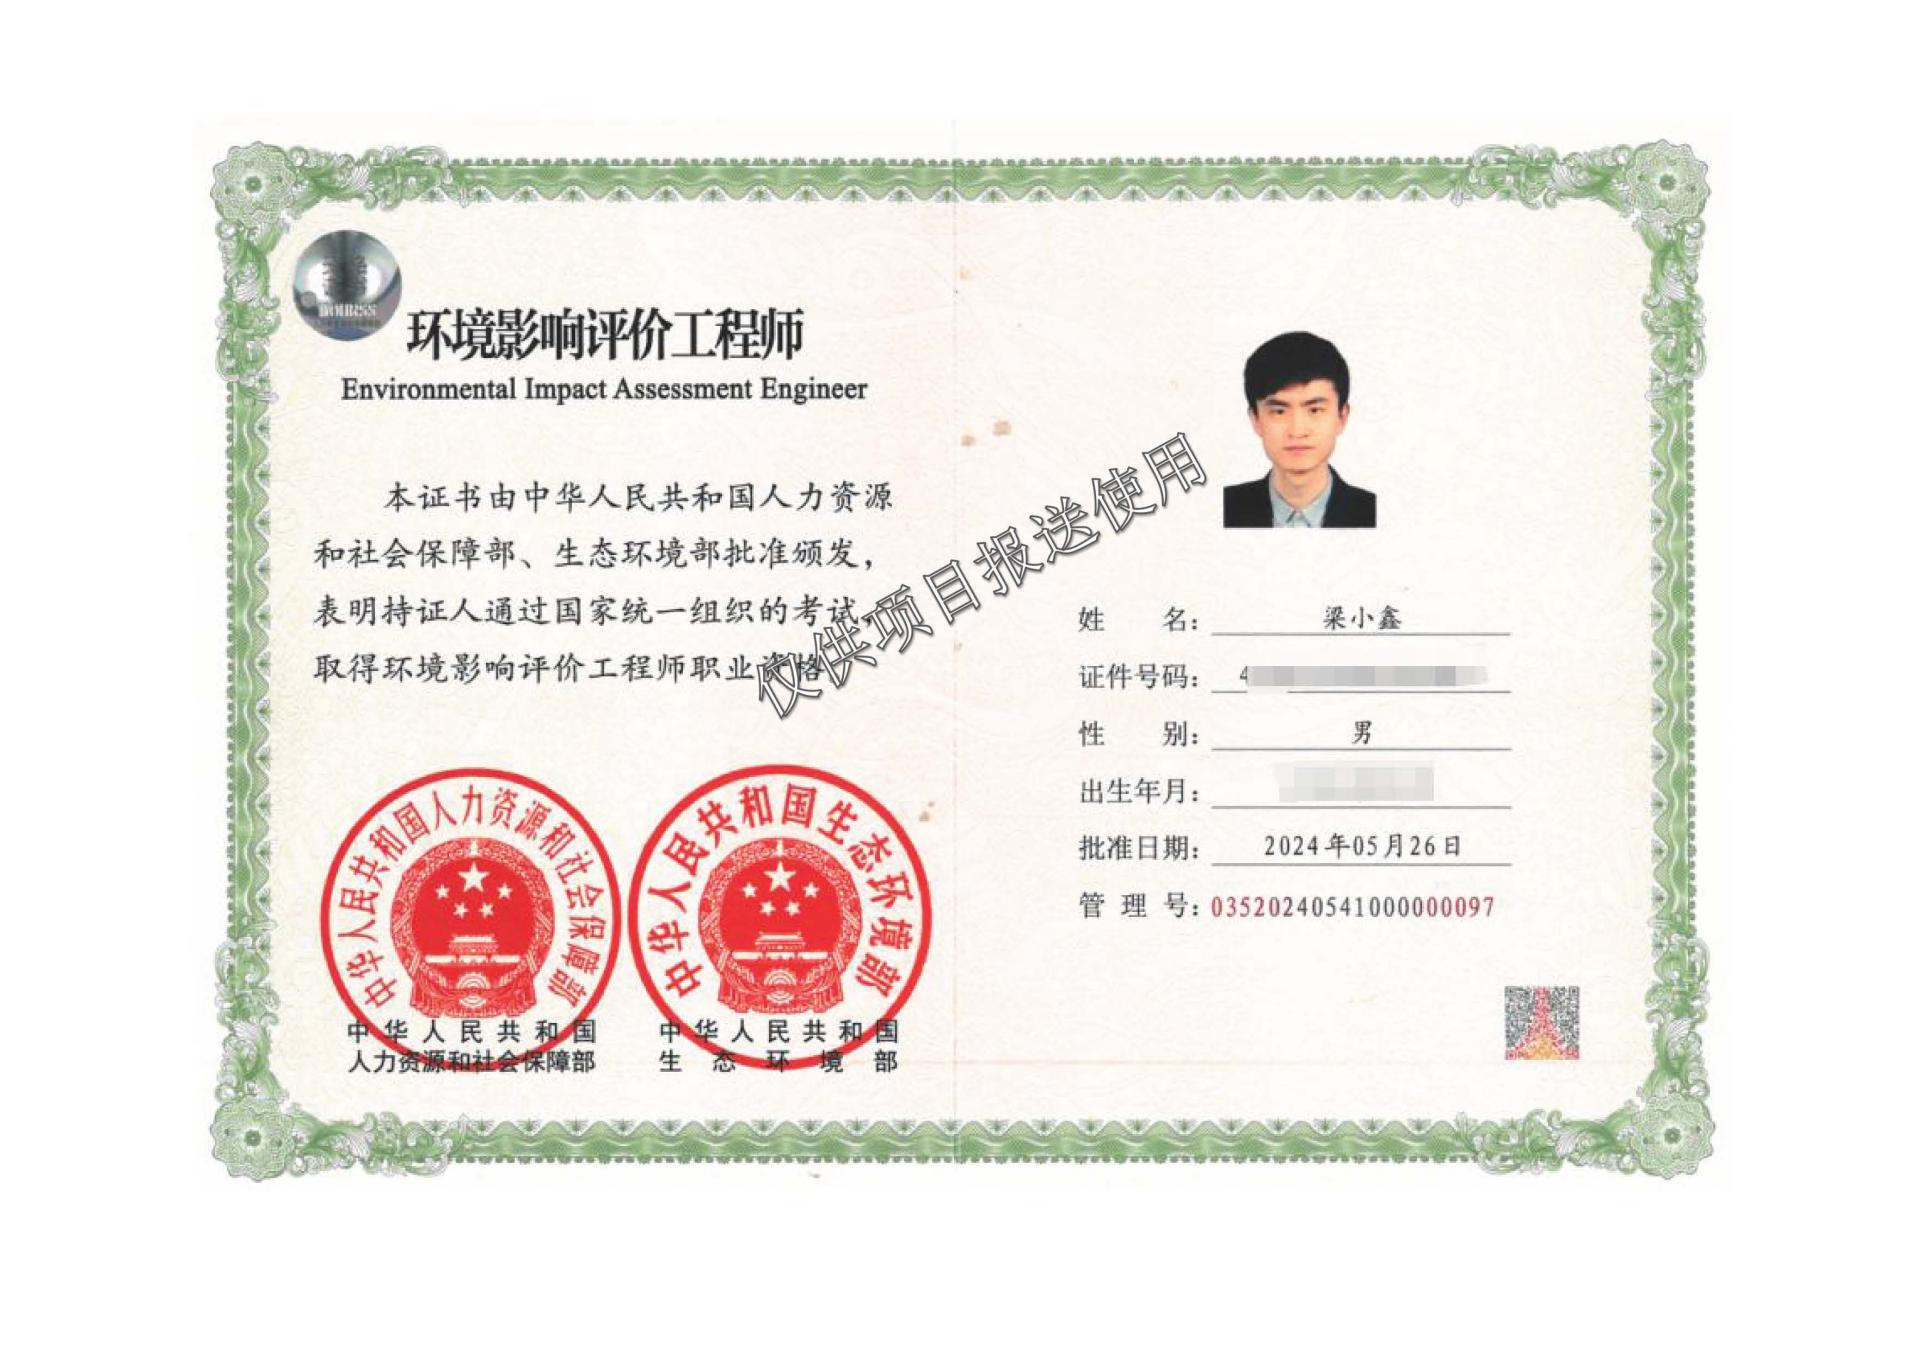 环境影响评价工程师
Environmental Impact Assessment Engineer
本证书由中华人民共和国人力资源
和社会保障部、生态环境部批准颁发，
表明持证人通过国家统一组织的考试，
取得环境影响评价工程师职业资格
仅供项目报送使用
中华人民共和国人力资源和社会保障部
中华人民共和国
人力资源和社会保障部
中华人民共和国生态环境部
中华人民共和国
生态环境部
姓名：梁小鑫
证件号码：4
性别：男
出生年月：
批准日期：2024年05月26日
管理号：03520240541000000097